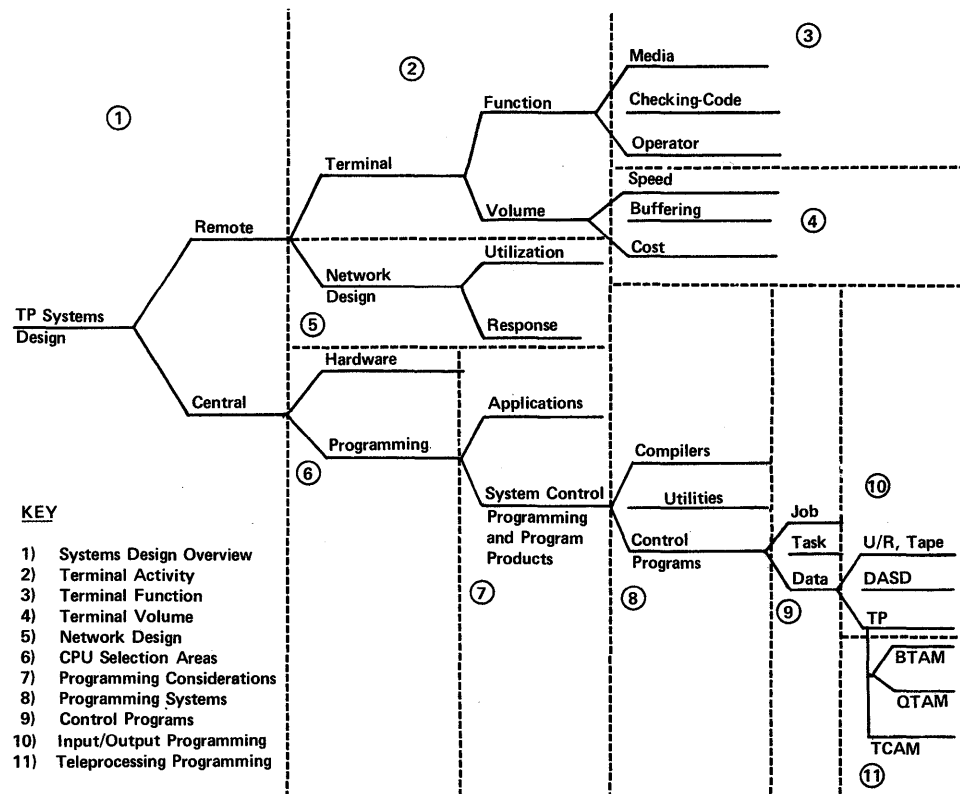 ①
②
③
Media
Checking-Code
Operator
Function
Terminal
Volume
Speed
Buffering
Cost
④
Remote
Utilization
Network
Design
Response
⑤
TP Systems
Design
Hardware
Central
Programming
⑥
Applications
System Control
Programming
and Program
Products
⑦
Compilers
Utilities
Control
Programs
⑧
Job
Task
Data
⑨
⑩
U/R, Tape
DASD
TP
BTAM
QTAM
TCAM
⑪
KEY
1) Systems Design Overview
2) Terminal Activity
3) Terminal Function
4) Terminal Volume
5) Network Design
6) CPU Selection Areas
7) Programming Considerations
8) Programming Systems
9) Control Programs
10) Input/Output Programming
11) Teleprocessing Programming